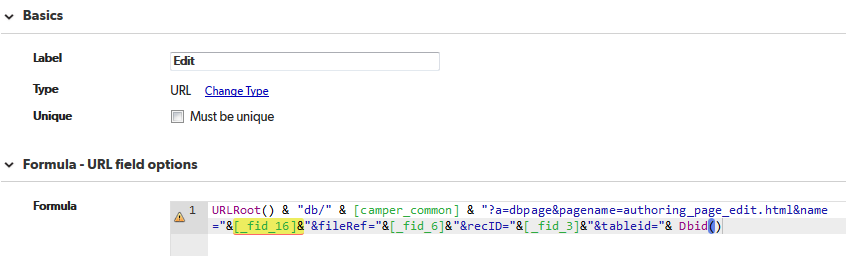 Basics
Label Edit
Type URL Change Type
Unique Must be unique
Formula - URL field options
Formula 1 URLRoot() & "db/" & [camper_common] & "?a=dbpage&pagename=authoring_page_edit.html&name
="&[_fid_16]&"&fileRef="&[_fid_6]&"&recID="&[_fid_3]&"&tableid="& Dbid()